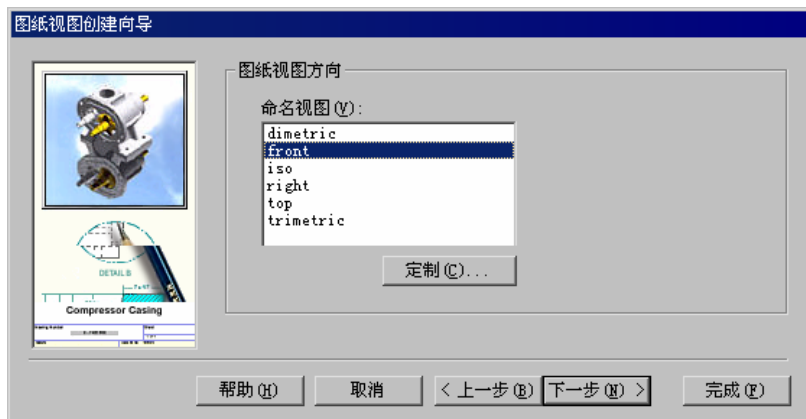 图纸视图创建向导
图纸视图方向
命名视图(V):
dimetric
front
iso
right
top
trimetric
定制(C)...
DETAIL B
Compressor Casing
帮助(H) 取消 < 上一步(B) 下一步(N) > 完成(F)